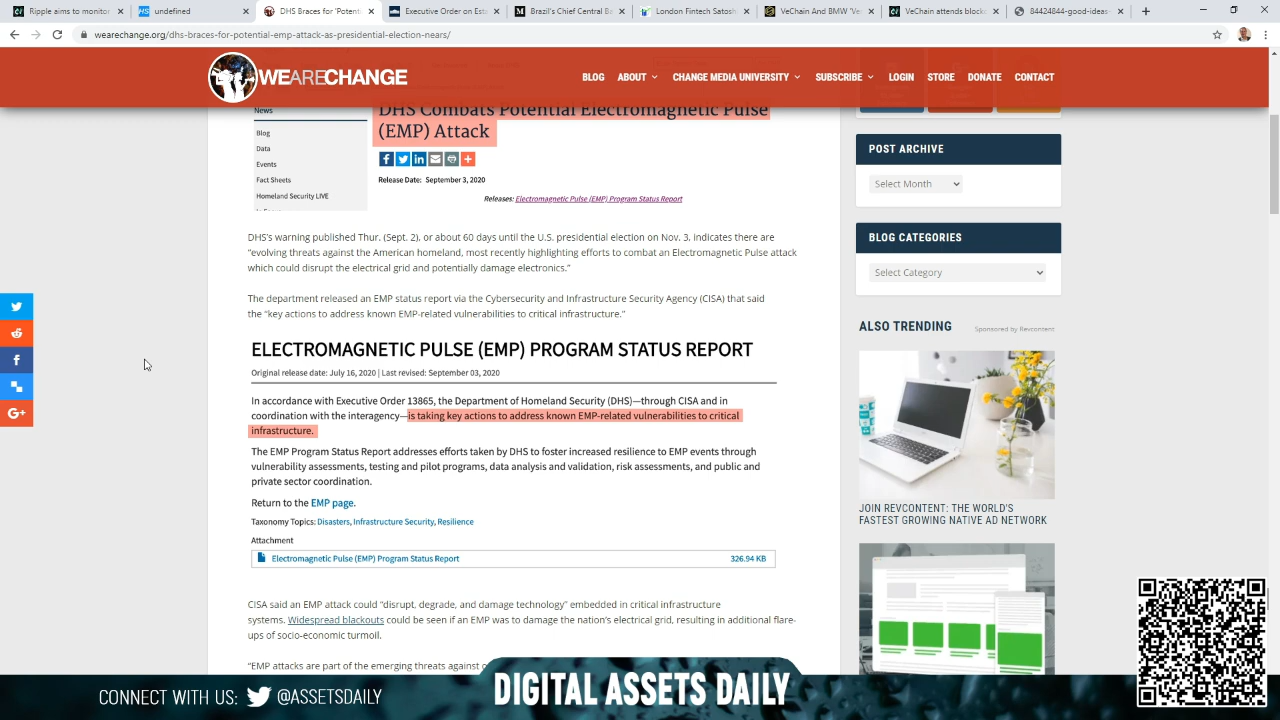 Ripple aims to monitor
undefined
DHS Braces for Potenti
Brazil's Chief of Budget
London Fintech Satoshi
VeChain And BMW 'Ve
84424844-good-ideas-
wearechange.org/dhs-braces-for-potential-emp-attack-as-presidential-election-nears/
WEARECHANGE
BLOG ABOUT CHANGE MEDIA UNIVERSITY SUBSCRIBE LOGIN STORE DONATE CONTACT
News
Blog
Data
Events
Fact Sheets
Homeland Security LIVE
DHS Combats Potential Electromagnetic Pulse
(EMP) Attack
Release Date: September 3, 2020
Releases: Electromagnetic Pulse (EMP) Program Status Report
DHS's warning published Thur. (Sept. 2), or about 60 days until the U.S. presidential election on Nov. 3, indicates there are
"evolving threats against the American homeland, most recently highlighting efforts to combat an Electromagnetic Pulse attack
which could disrupt the electrical grid and potentially damage electronics."
The department released an EMP status report via the Cybersecurity and Infrastructure Security Agency (CISA) that said
the "key actions to address known EMP-related vulnerabilities to critical infrastructure."
ELECTROMAGNETIC PULSE (EMP) PROGRAM STATUS REPORT
Original release date: July 16, 2020 | Last revised: September 03, 2020
In accordance with Executive Order 13865, the Department of Homeland Security (DHS)—through CISA and in
coordination with the interagency—is taking key actions to address known EMP-related vulnerabilities to critical
infrastructure.
The EMP Program Status Report addresses efforts taken by DHS to foster increased resilience to EMP events through
vulnerability assessments, testing and pilot programs, data analysis and validation, risk assessments, and public and
private sector coordination.
Return to the EMP page.
Taxonomy Topics: Disasters, Infrastructure Security, Resilience
Attachment
Electromagnetic Pulse (EMP) Program Status Report 326.94 KB
CISA said an EMP attack could "disrupt, degrade, and damage technology" embedded in critical infrastructure
systems. Widespread blackouts could be seen if an EMP was to damage the nation's electrical grid, resulting in additional flare-
ups of socio-economic turmoil.
"EMP attacks are part of the emerging threats against
POST ARCHIVE
Select Month
BLOG CATEGORIES
Select Category
ALSO TRENDING
Sponsored by Revcontent
JOIN REVCONTENT: THE WORLD'S
FASTEST GROWING NATIVE AD NETWORK
CONNECT WITH US: @ASSETSDAILY
DIGITAL ASSETS DAILY